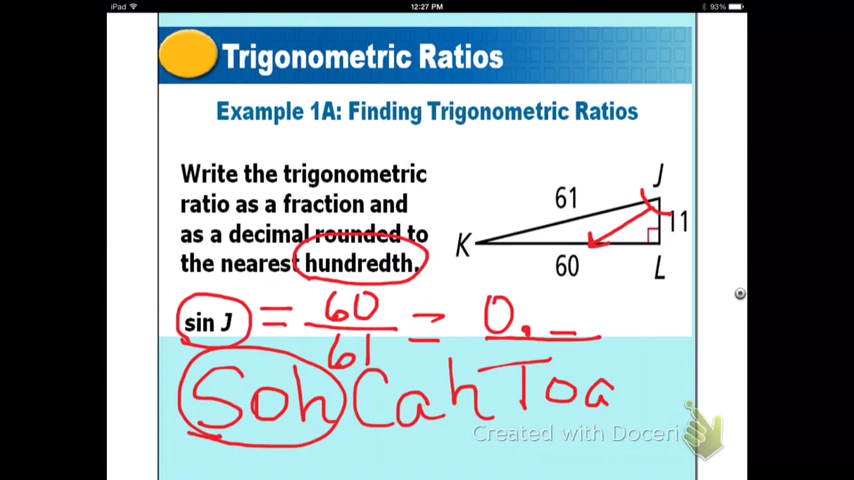 iPad 12:27 PM 93%
Trigonometric Ratios
Example 1A: Finding Trigonometric Ratios
Write the trigonometric
ratio as a fraction and
as a decimal rounded to
the nearest hundredth.
J
61
11
K
60
L
sin J = 60/61 = 0._
SohCahToa
Created with Doceri